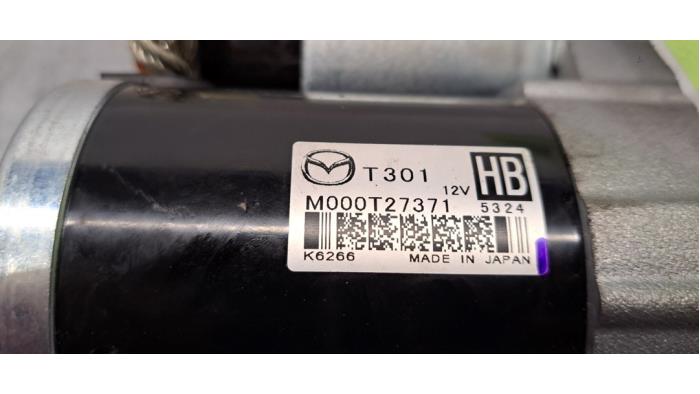 T301 12V HB
M000T27371 5324
K6266 MADE IN JAPAN